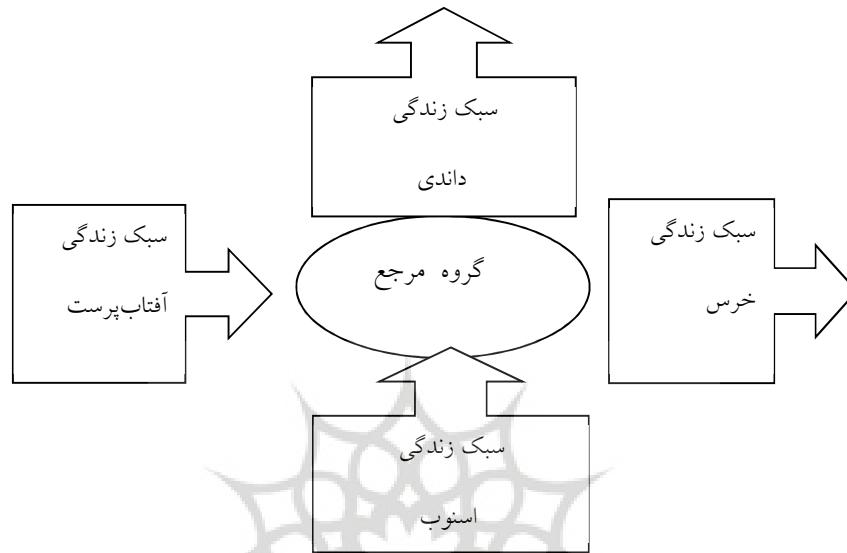 سبک زندگی
داندی
سبک زندگی
خرس
گروه مرجع
سبک زندگی
آفتاب‌پرست
سبک زندگی
اسنوب